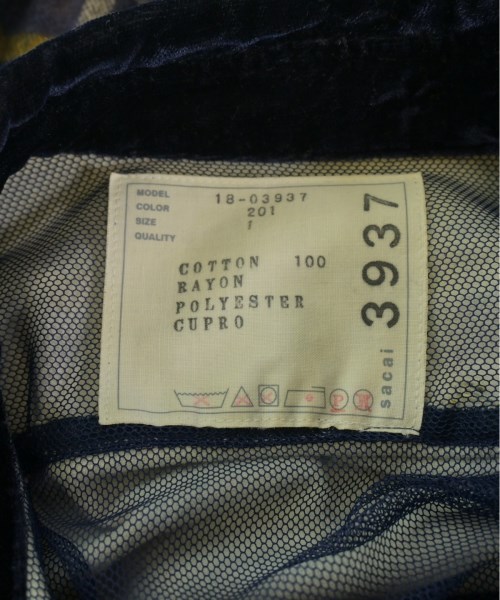 MODEL 18-03937
COLOR 201
SIZE 1
QUALITY
COTTON 100
RAYON
POLYESTER
CUPRO
3937
sacai
P